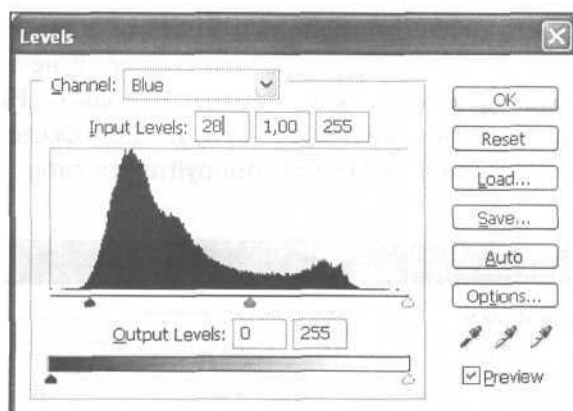 Levels
Channel: Blue
Input Levels: 28 1,00 255
Output Levels: 0 255
OK
Reset
Load...
Save...
Auto
Options...
Preview